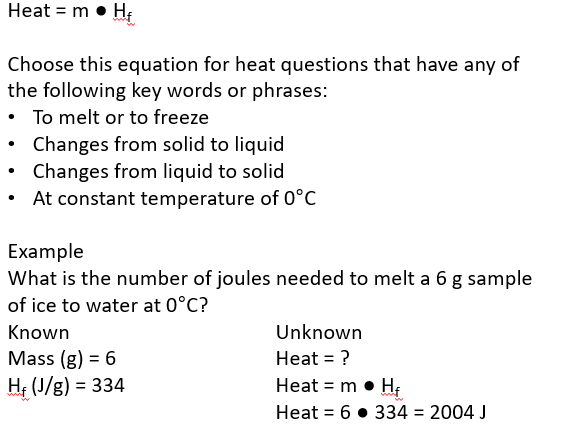 Heat = m ● Hf
Choose this equation for heat questions that have any of
the following key words or phrases:
• To melt or to freeze
• Changes from solid to liquid
• Changes from liquid to solid
• At constant temperature of 0°C
Example
What is the number of joules needed to melt a 6 g sample
of ice to water at 0°C?
Known Unknown
Mass (g) = 6 Heat = ?
Hf (J/g) = 334 Heat = m ● Hf
Heat = 6 ● 334 = 2004 J